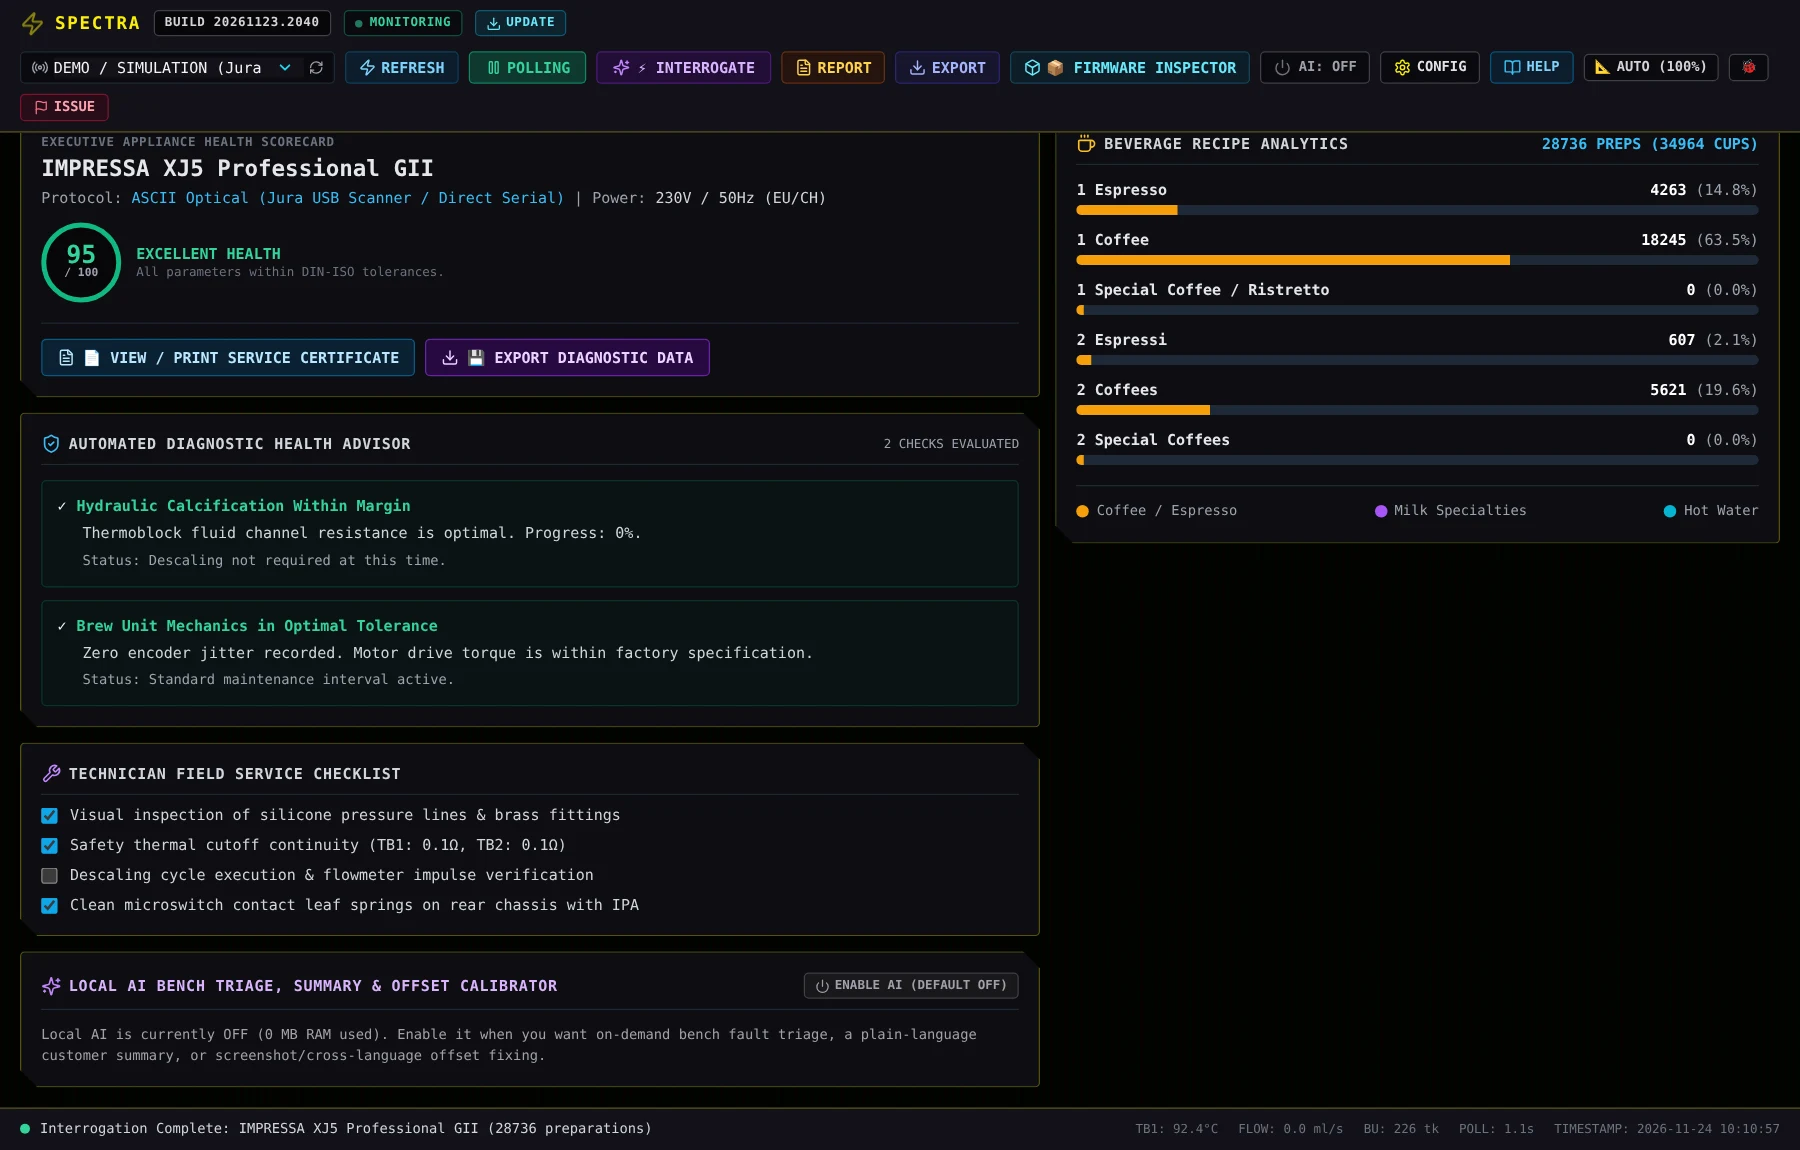 SPECTRA BUILD 20261123.2040 MONITORING UPDATE
DEMO / SIMULATION (Jura REFRESH POLLING ⚡ INTERROGATE REPORT EXPORT 📦 FIRMWARE INSPECTOR AI: OFF CONFIG HELP 📐 AUTO (100%) 🐞
ISSUE
EXECUTIVE APPLIANCE HEALTH SCORECARD
IMPRESSA XJ5 Professional GII
Protocol: ASCII Optical (Jura USB Scanner / Direct Serial) | Power: 230V / 50Hz (EU/CH)
95
/ 100
EXCELLENT HEALTH
All parameters within DIN-ISO tolerances.
📄 VIEW / PRINT SERVICE CERTIFICATE
💾 EXPORT DIAGNOSTIC DATA
AUTOMATED DIAGNOSTIC HEALTH ADVISOR
2 CHECKS EVALUATED
✓ Hydraulic Calcification Within Margin
Thermoblock fluid channel resistance is optimal. Progress: 0%.
Status: Descaling not required at this time.
✓ Brew Unit Mechanics in Optimal Tolerance
Zero encoder jitter recorded. Motor drive torque is within factory specification.
Status: Standard maintenance interval active.
TECHNICIAN FIELD SERVICE CHECKLIST
Visual inspection of silicone pressure lines & brass fittings
Safety thermal cutoff continuity (TB1: 0.1Ω, TB2: 0.1Ω)
Descaling cycle execution & flowmeter impulse verification
Clean microswitch contact leaf springs on rear chassis with IPA
LOCAL AI BENCH TRIAGE, SUMMARY & OFFSET CALIBRATOR
ENABLE AI (DEFAULT OFF)
Local AI is currently OFF (0 MB RAM used). Enable it when you want on-demand bench fault triage, a plain-language
customer summary, or screenshot/cross-language offset fixing.
BEVERAGE RECIPE ANALYTICS
28736 PREPS (34964 CUPS)
1 Espresso 4263 (14.8%)
1 Coffee 18245 (63.5%)
1 Special Coffee / Ristretto 0 (0.0%)
2 Espressi 607 (2.1%)
2 Coffees 5621 (19.6%)
2 Special Coffees 0 (0.0%)
Coffee / Espresso Milk Specialties Hot Water
Interrogation Complete: IMPRESSA XJ5 Professional GII (28736 preparations)
TB1: 92.4°C FLOW: 0.0 ml/s BU: 226 tk POLL: 1.1s TIMESTAMP: 2026-11-24 10:10:57